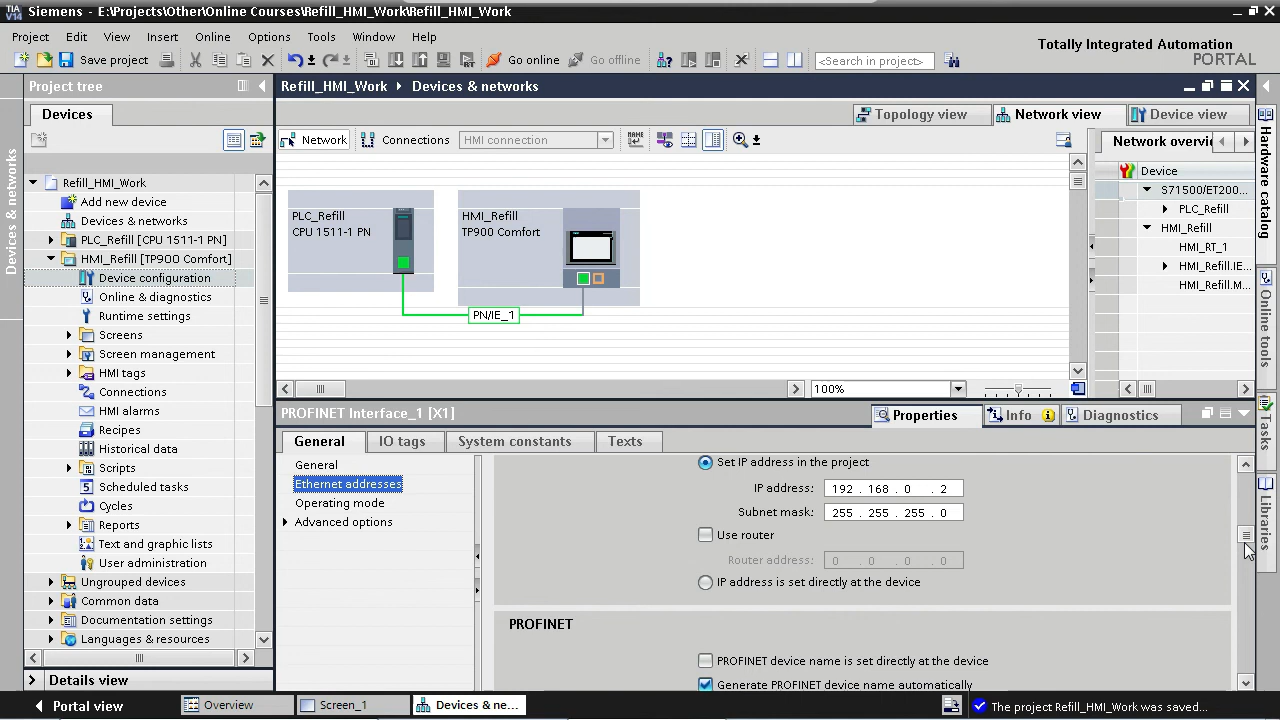 TIA
V14
Siemens - E:\Projects\Other\Online Courses\Refill_HMI_Work\Refill_HMI_Work
Project Edit View Insert Online Options Tools Window Help
Save project
Go online
Go offline
<Search in project>
Totally Integrated Automation
PORTAL
Project tree
Refill_HMI_Work Devices & networks
Devices
Topology view
Network view
Device view
Network
Connections
HMI connection
Devices & networks
Refill_HMI_Work
Add new device
Devices & networks
PLC_Refill [CPU 1511-1 PN]
HMI_Refill [TP900 Comfort]
Device configuration
Online & diagnostics
Runtime settings
Screens
Screen management
HMI tags
Connections
HMI alarms
Recipes
Historical data
Scripts
Scheduled tasks
Cycles
Reports
Text and graphic lists
User administration
Ungrouped devices
Common data
Documentation settings
Languages & resources
Details view
PLC_Refill
CPU 1511-1 PN
HMI_Refill
TP900 Comfort
PN/IE_1
100%
Device
S71500/ET200...
PLC_Refill
HMI_Refill
HMI_RT_1
HMI_Refill.IE...
HMI_Refill.M...
Hardware catalog
Online tools
Tasks
Libraries
PROFINET Interface_1 [X1]
Properties
Info
Diagnostics
General
IO tags
System constants
Texts
General
Ethernet addresses
Operating mode
Advanced options
Set IP address in the project
IP address: 192 . 168 . 0 . 2
Subnet mask: 255 . 255 . 255 . 0
Use router
Router address: 0 . 0 . 0 . 0
IP address is set directly at the device
PROFINET
PROFINET device name is set directly at the device
Generate PROFINET device name automatically
Portal view
Overview
Screen_1
Devices & ne...
The project Refill_HMI_Work was saved...